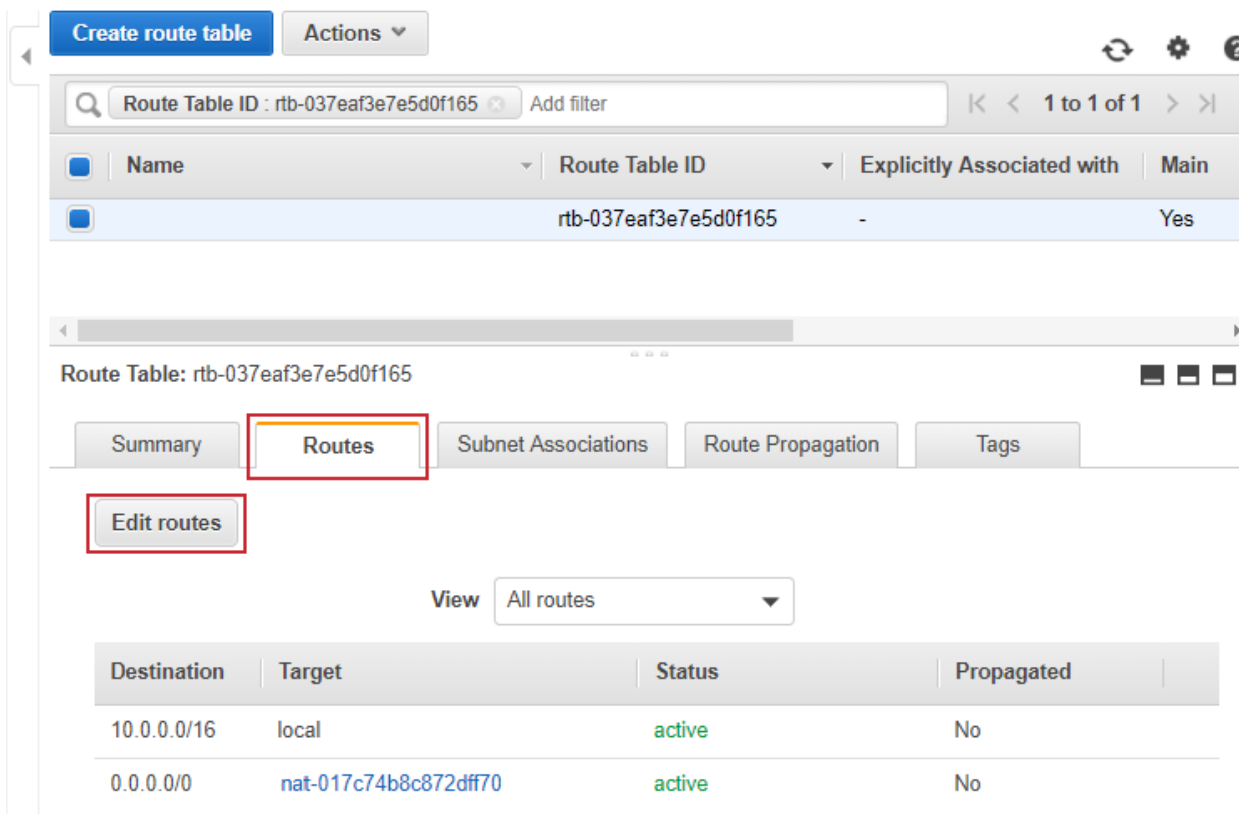 Create route table Actions
Route Table ID : rtb-037eaf3e7e5d0f165 Add filter 1 to 1 of 1
Name Route Table ID Explicitly Associated with Main
rtb-037eaf3e7e5d0f165 - Yes
Route Table: rtb-037eaf3e7e5d0f165
Summary Routes Subnet Associations Route Propagation Tags
Edit routes
View All routes
Destination Target Status Propagated
10.0.0.0/16 local active No
0.0.0.0/0 nat-017c74b8c872dff70 active No